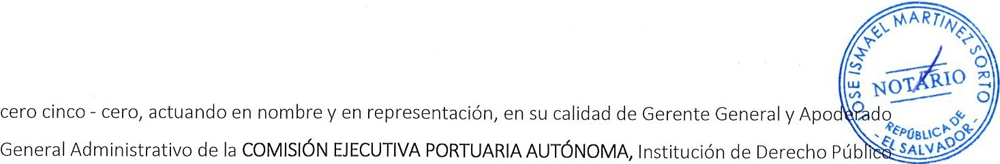 JOSE ISMAEL MARTINEZ SORTO
NOTARIO
REPÚBLICA DE
- EL SALVADOR -
cero cinco - cero, actuando en nombre y en representación, en su calidad de Gerente General y Apoderado
General Administrativo de la COMISIÓN EJECUTIVA PORTUARIA AUTÓNOMA, Institución de Derecho Público